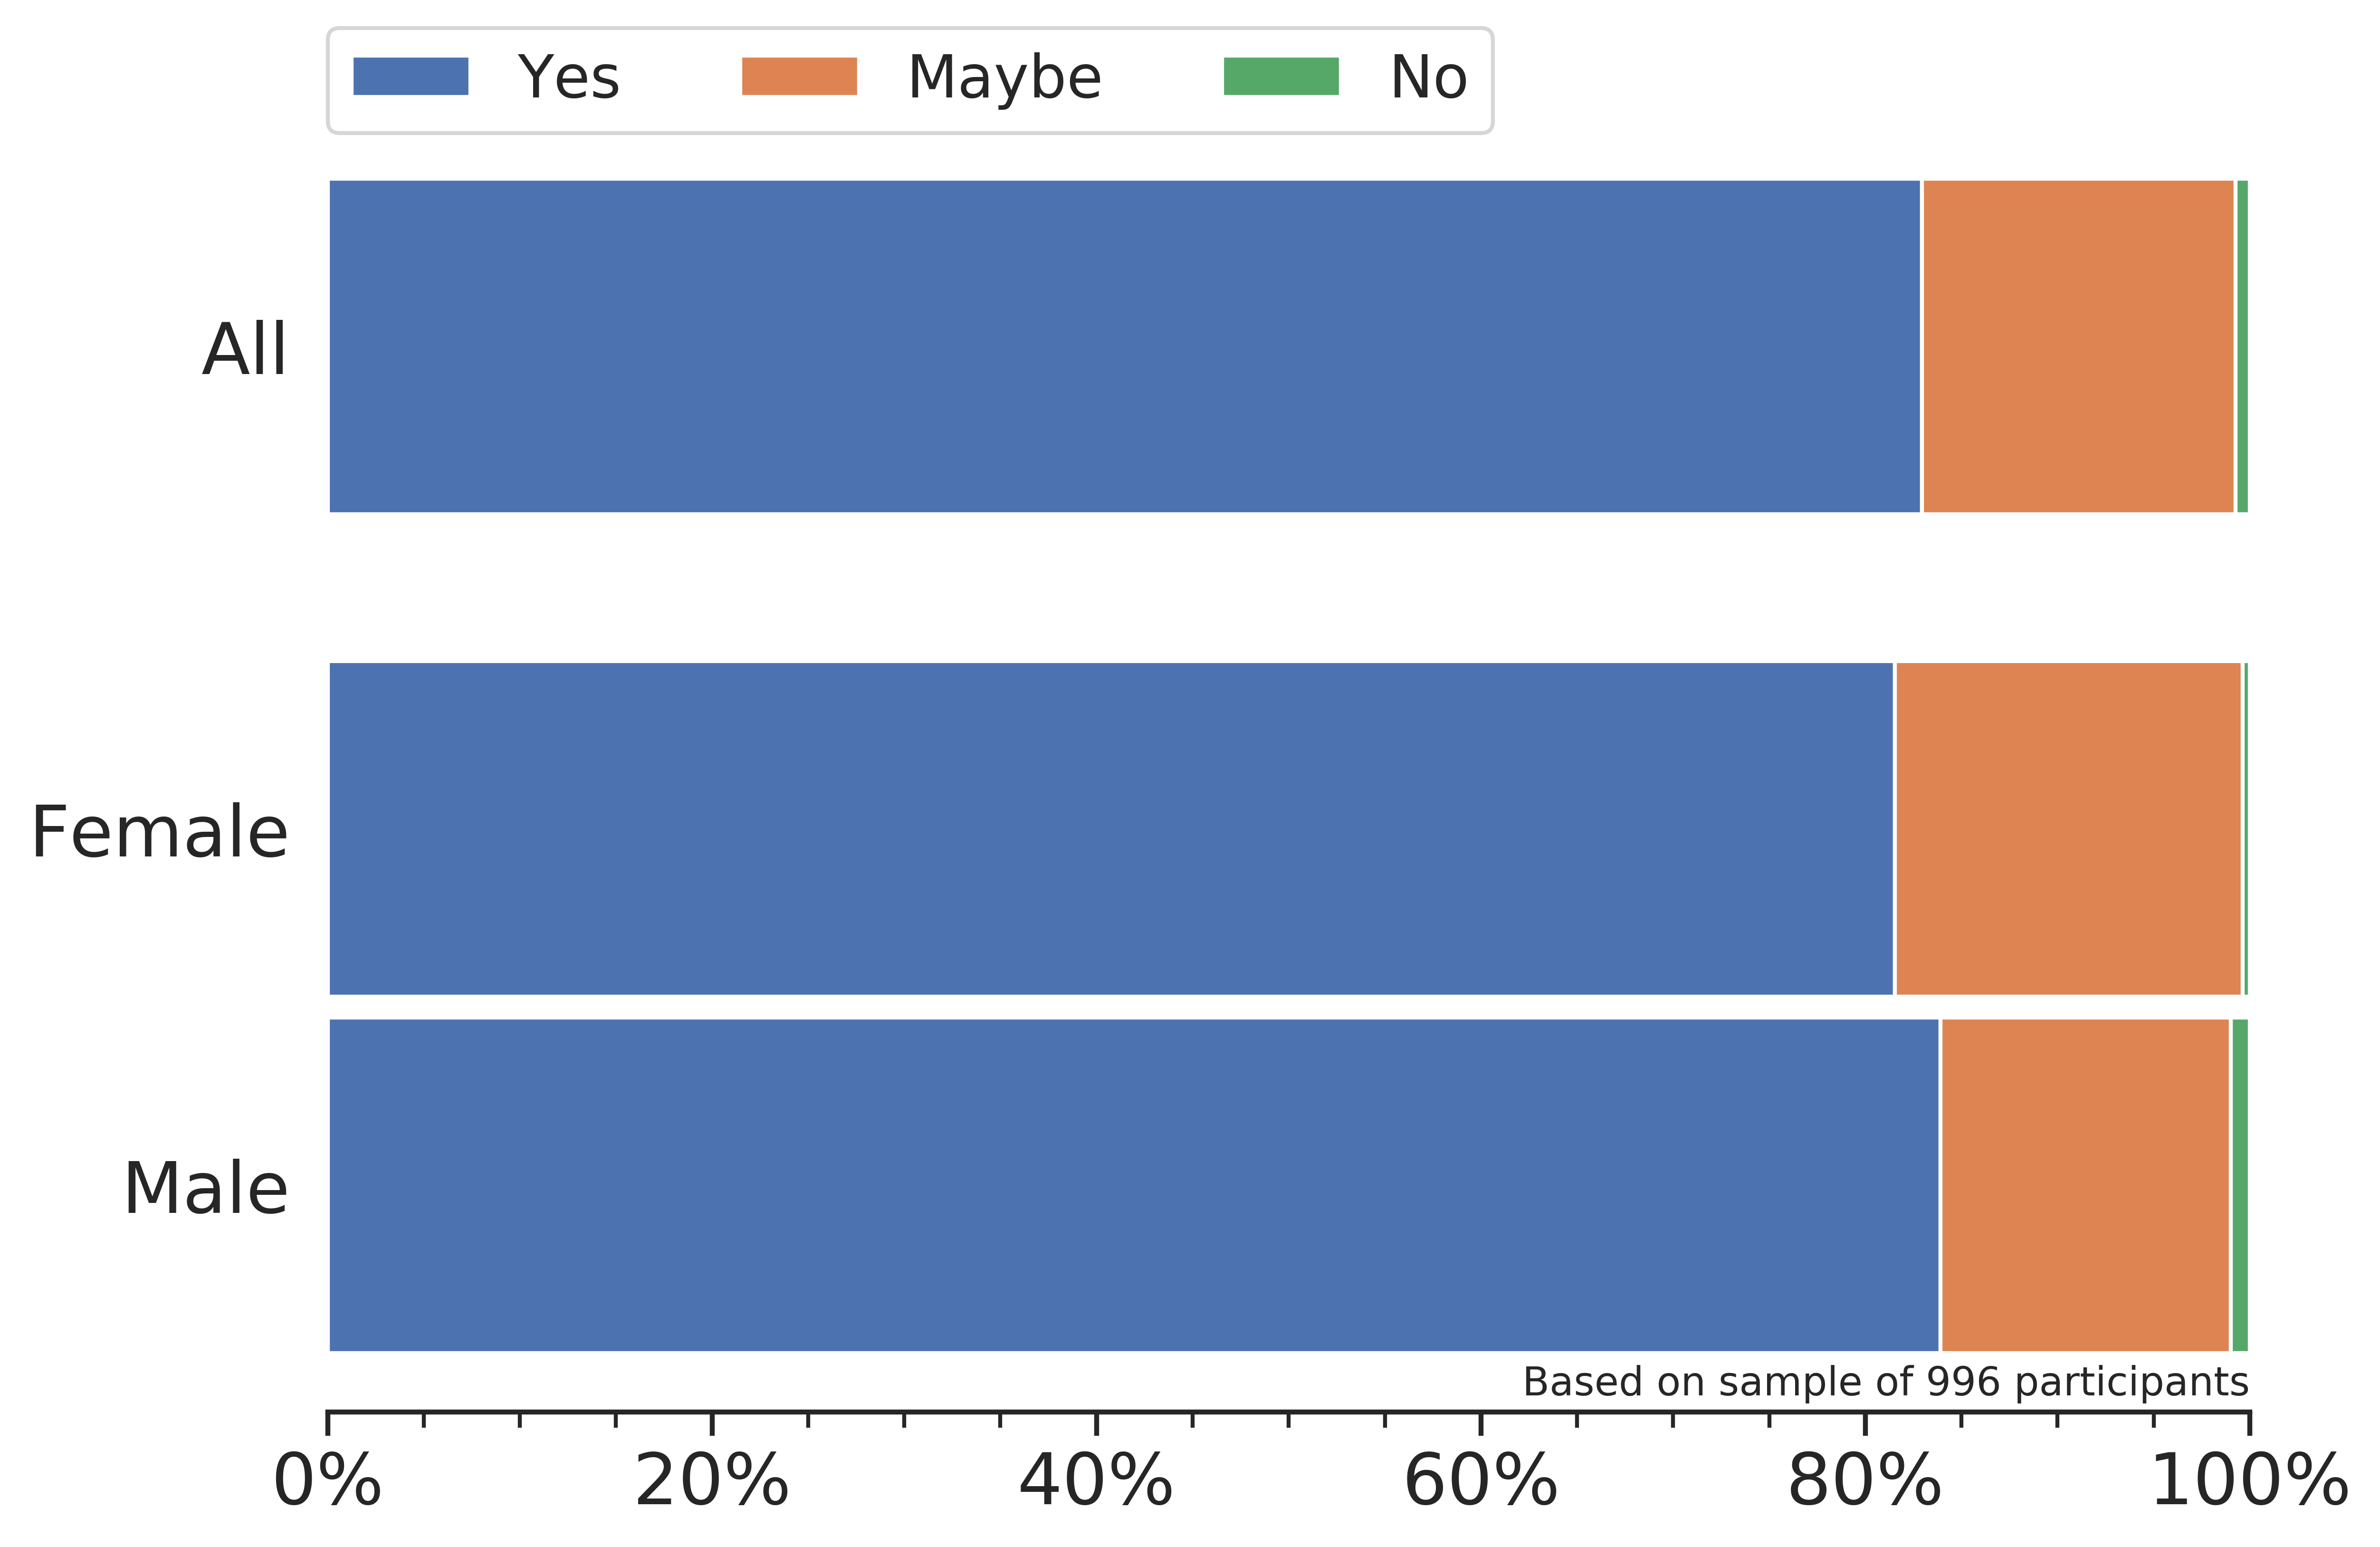 Yes Maybe No
All
Female
Male
Based on sample of 996 participants
0% 20% 40% 60% 80% 100%